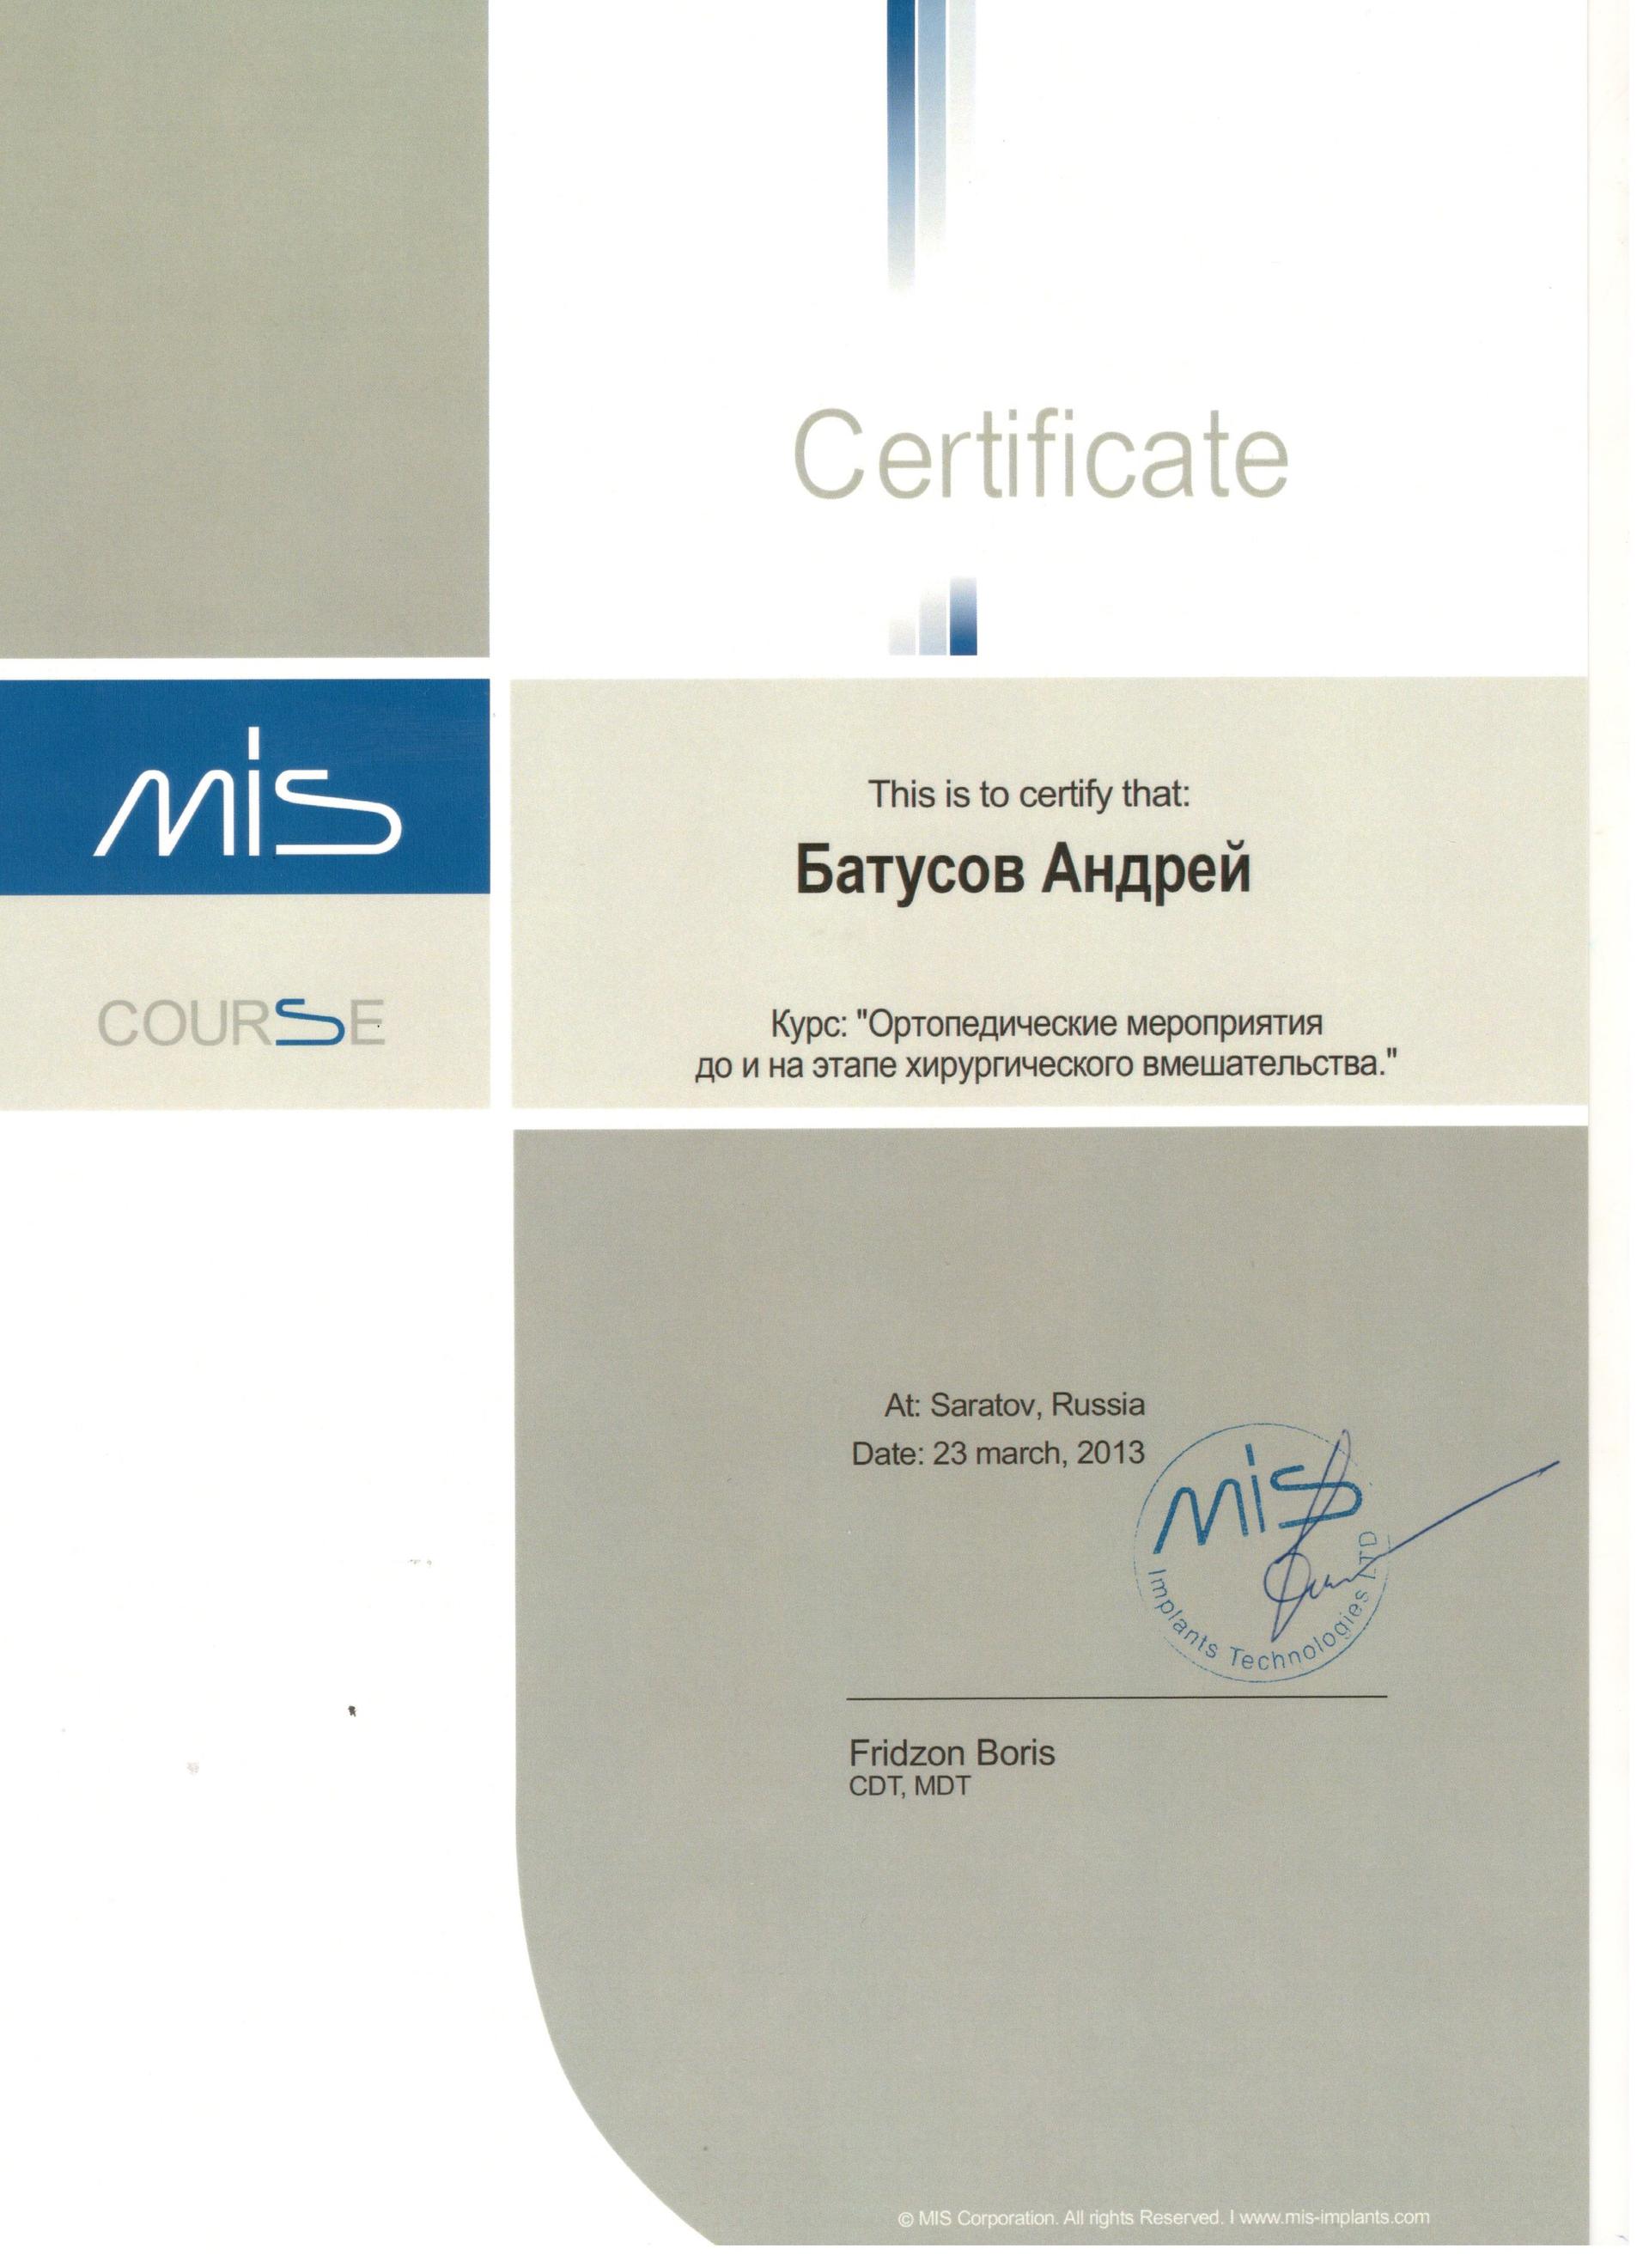 Certificate
mis
COURSE
This is to certify that:
Батусов Андрей
Курс: "Ортопедические мероприятия
до и на этапе хирургического вмешательства."
At: Saratov, Russia
Date: 23 march, 2013
mis
Implants Technologies LTD
Fridzon Boris
CDT, MDT
© MIS Corporation. All rights Reserved. I www.mis-implants.com